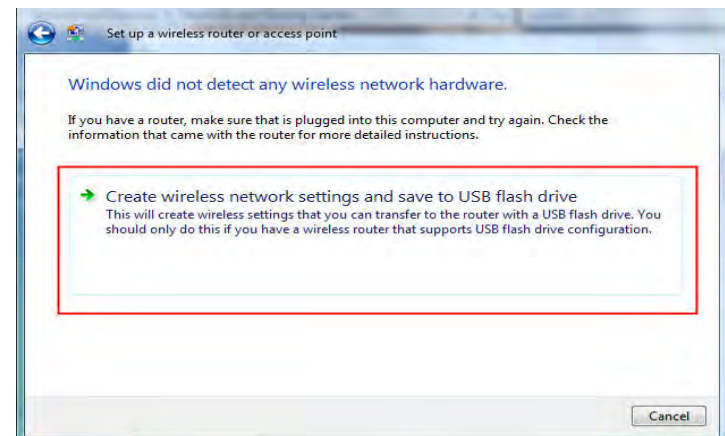 Set up a wireless router or access point
Windows did not detect any wireless network hardware.
If you have a router, make sure that is plugged into this computer and try again. Check the
information that came with the router for more detailed instructions.
Create wireless network settings and save to USB flash drive
This will create wireless settings that you can transfer to the router with a USB flash drive. You
should only do this if you have a wireless router that supports USB flash drive configuration.
Cancel